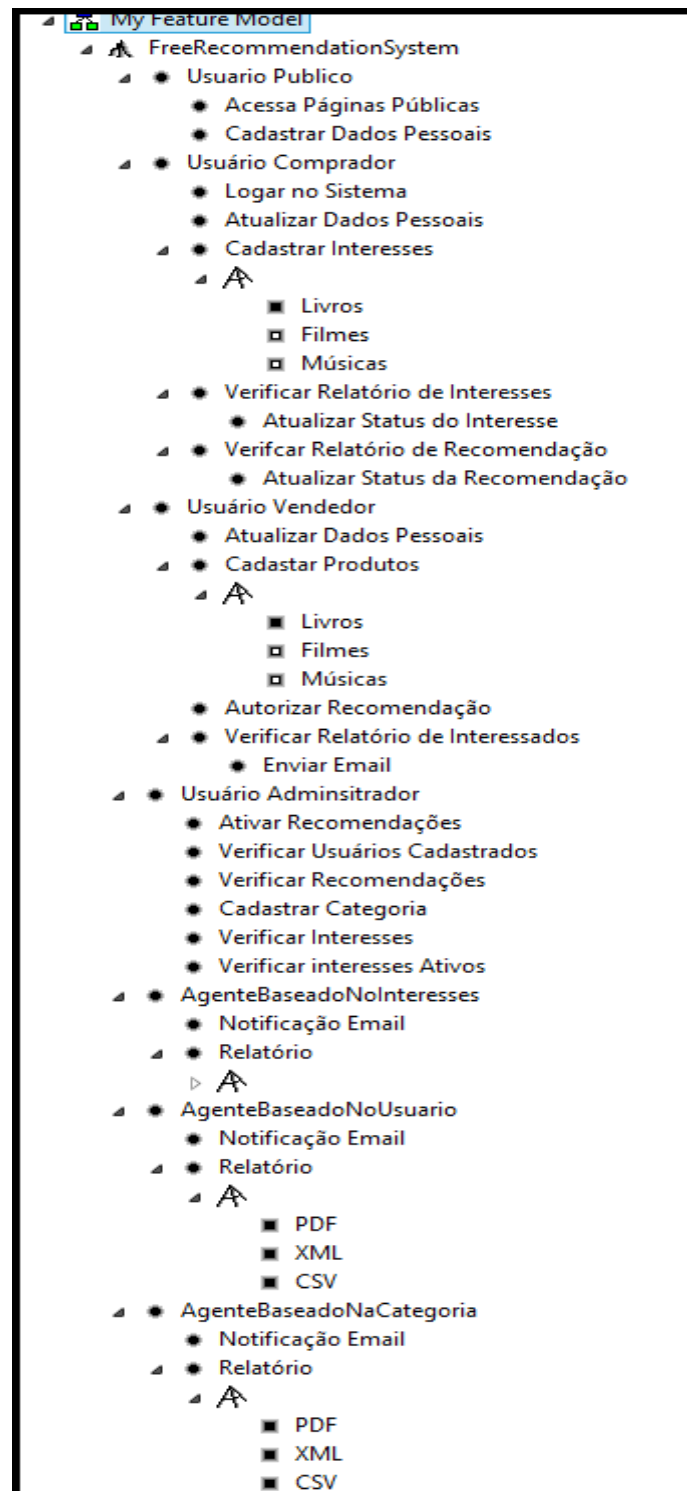 My Feature Model
FreeRecommendationSystem
Usuario Publico
Acessa Páginas Públicas
Cadastrar Dados Pessoais
Usuário Comprador
Logar no Sistema
Atualizar Dados Pessoais
Cadastrar Interesses
Livros
Filmes
Músicas
Verificar Relatório de Interesses
Atualizar Status do Interesse
Verifcar Relatório de Recomendação
Atualizar Status da Recomendação
Usuário Vendedor
Atualizar Dados Pessoais
Cadastar Produtos
Livros
Filmes
Músicas
Autorizar Recomendação
Verificar Relatório de Interessados
Enviar Email
Usuário Adminsitrador
Ativar Recomendações
Verificar Usuários Cadastrados
Verificar Recomendações
Cadastrar Categoria
Verificar Interesses
Verificar interesses Ativos
AgenteBaseadoNoInteresses
Notificação Email
Relatório
AgenteBaseadoNoUsuario
Notificação Email
Relatório
PDF
XML
CSV
AgenteBaseadoNaCategoria
Notificação Email
Relatório
PDF
XML
CSV